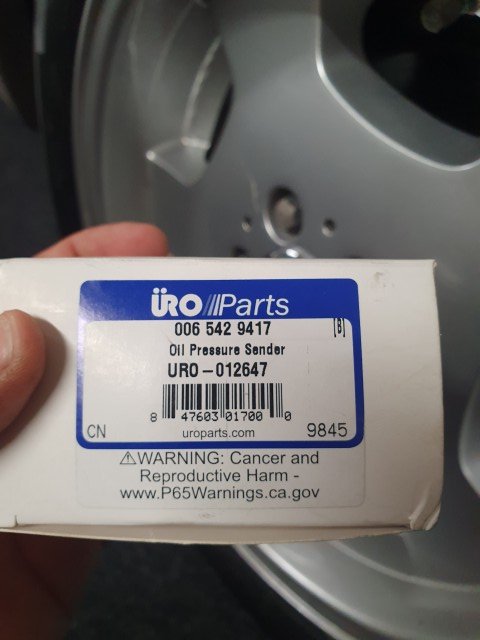 ÜRO///Parts
006 542 9417 [B]
Oil Pressure Sender
URO-012647
8 47603 01700 0
CN uroparts.com 9845
⚠WARNING: Cancer and
Reproductive Harm -
www.P65Warnings.ca.gov